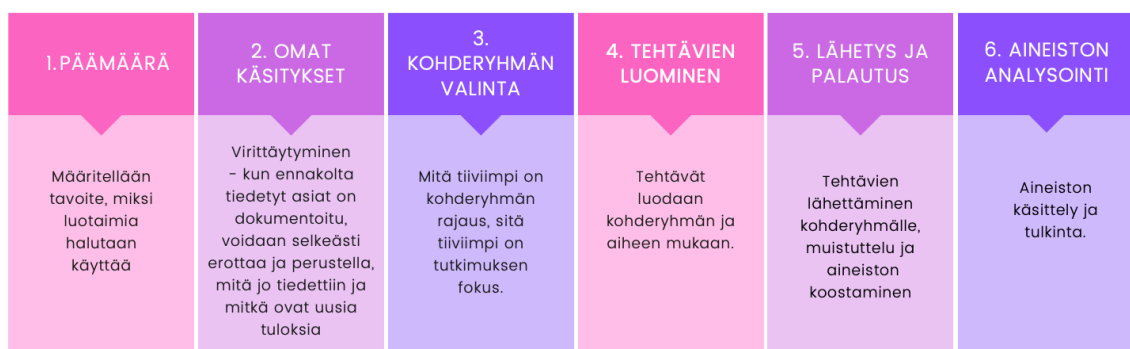 1. PÄÄMÄÄRÄ
Määritellään
tavoite, miksi
luotaimia
halutaan
käyttää
2. OMAT
KÄSITYKSET
Virittäytyminen
- kun ennakolta
tiedetyt asiat on
dokumentoitu,
voidaan selkeästi
erottaa ja perustella,
mitä jo tiedettiin ja
mitkä ovat uusia
tuloksia
3.
KOHDERYHMÄN
VALINTA
Mitä tiiviimpi on
kohderyhmän
rajaus, sitä
tiiviimpi on
tutkimuksen
fokus.
4. TEHTÄVIEN
LUOMINEN
Tehtävät
luodaan
kohderyhmän ja
aiheen mukaan.
5. LÄHETYS JA
PALAUTUS
Tehtävien
lähettäminen
kohderyhmälle,
muistuttelu ja
aineiston
koostaminen
6. AINEISTON
ANALYSOINTI
Aineiston
käsittely ja
tulkinta.